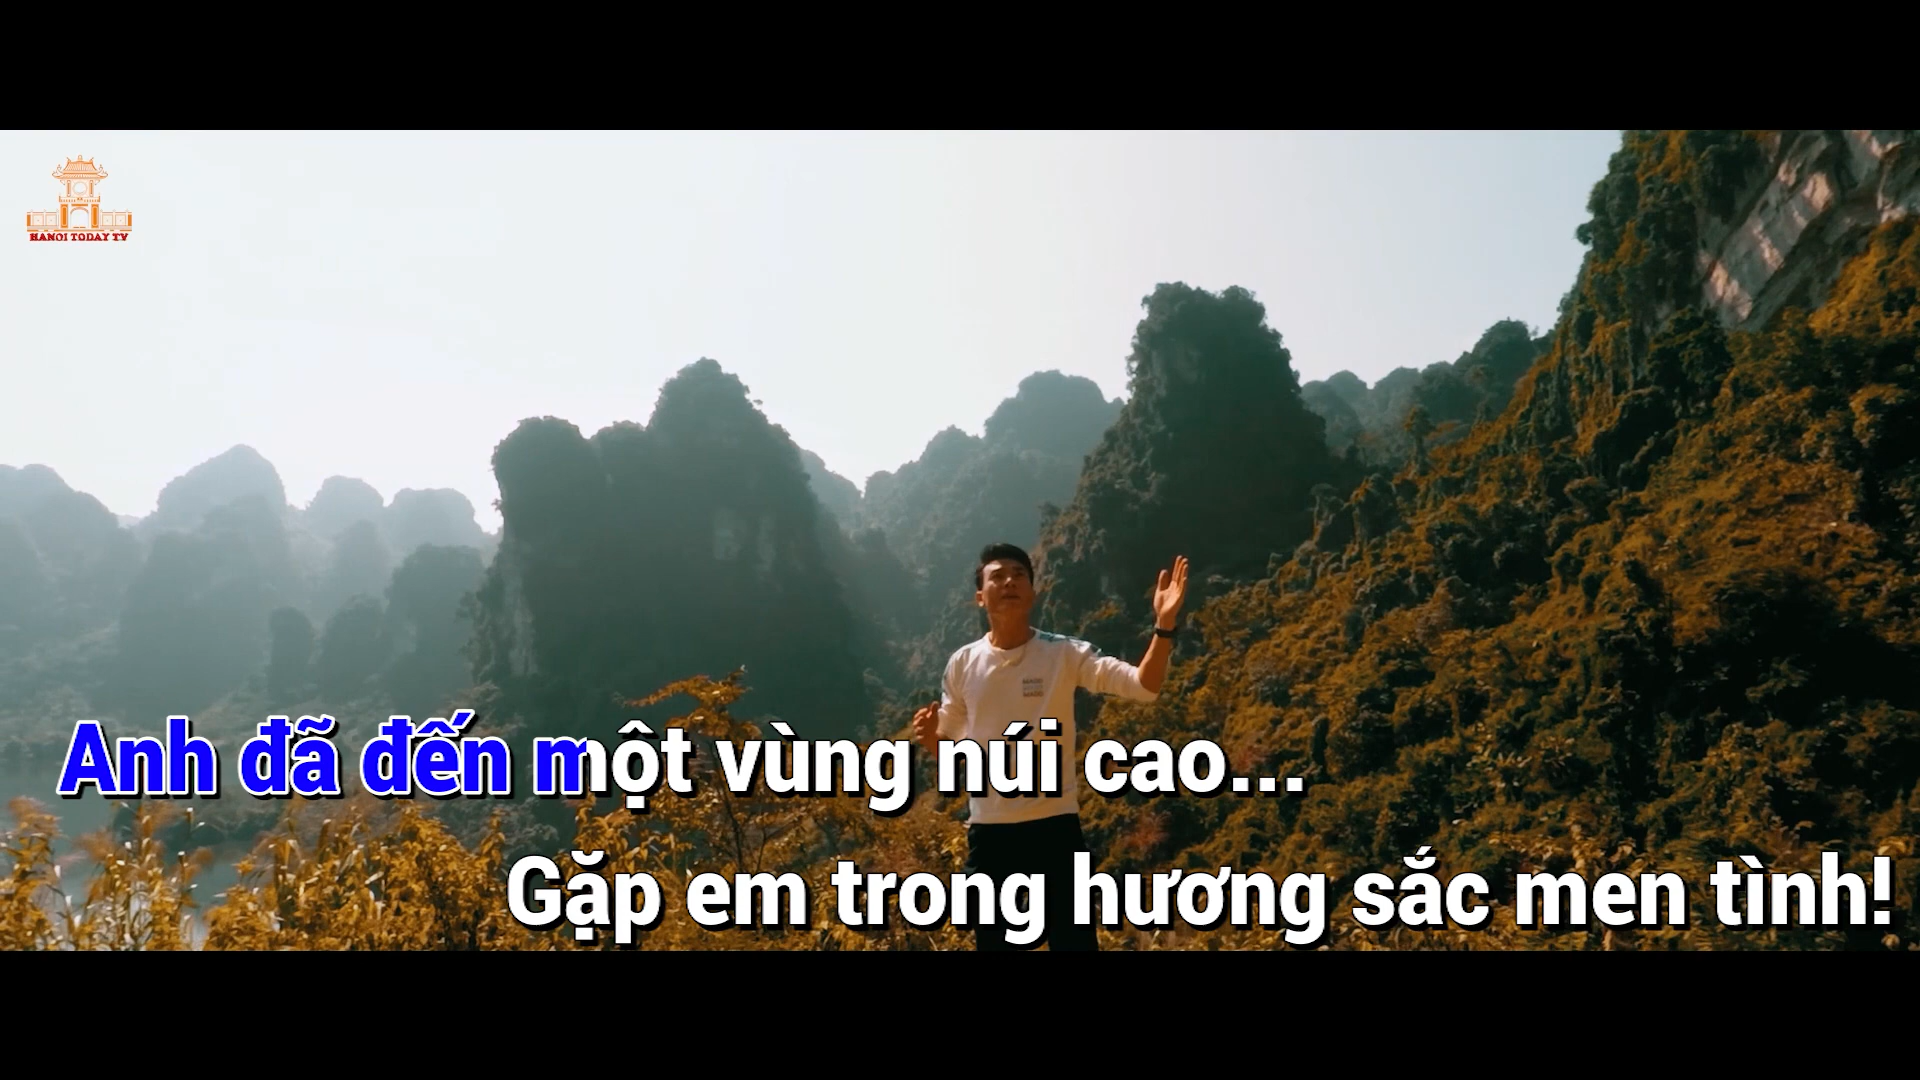 HANOI TODAY TV
Anh đã đến một vùng núi cao...
Gặp em trong hương sắc men tình!